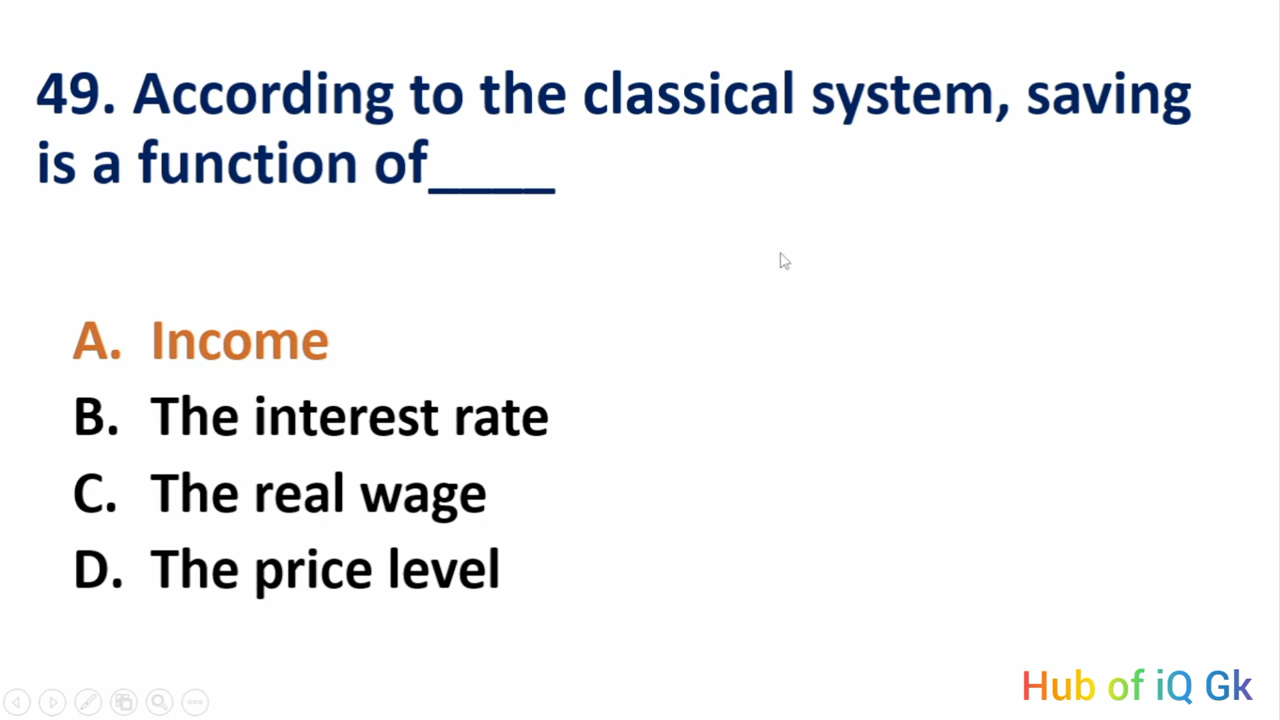 49. According to the classical system, saving
is a function of____
A. Income
B. The interest rate
C. The real wage
D. The price level
Hub of iQ Gk